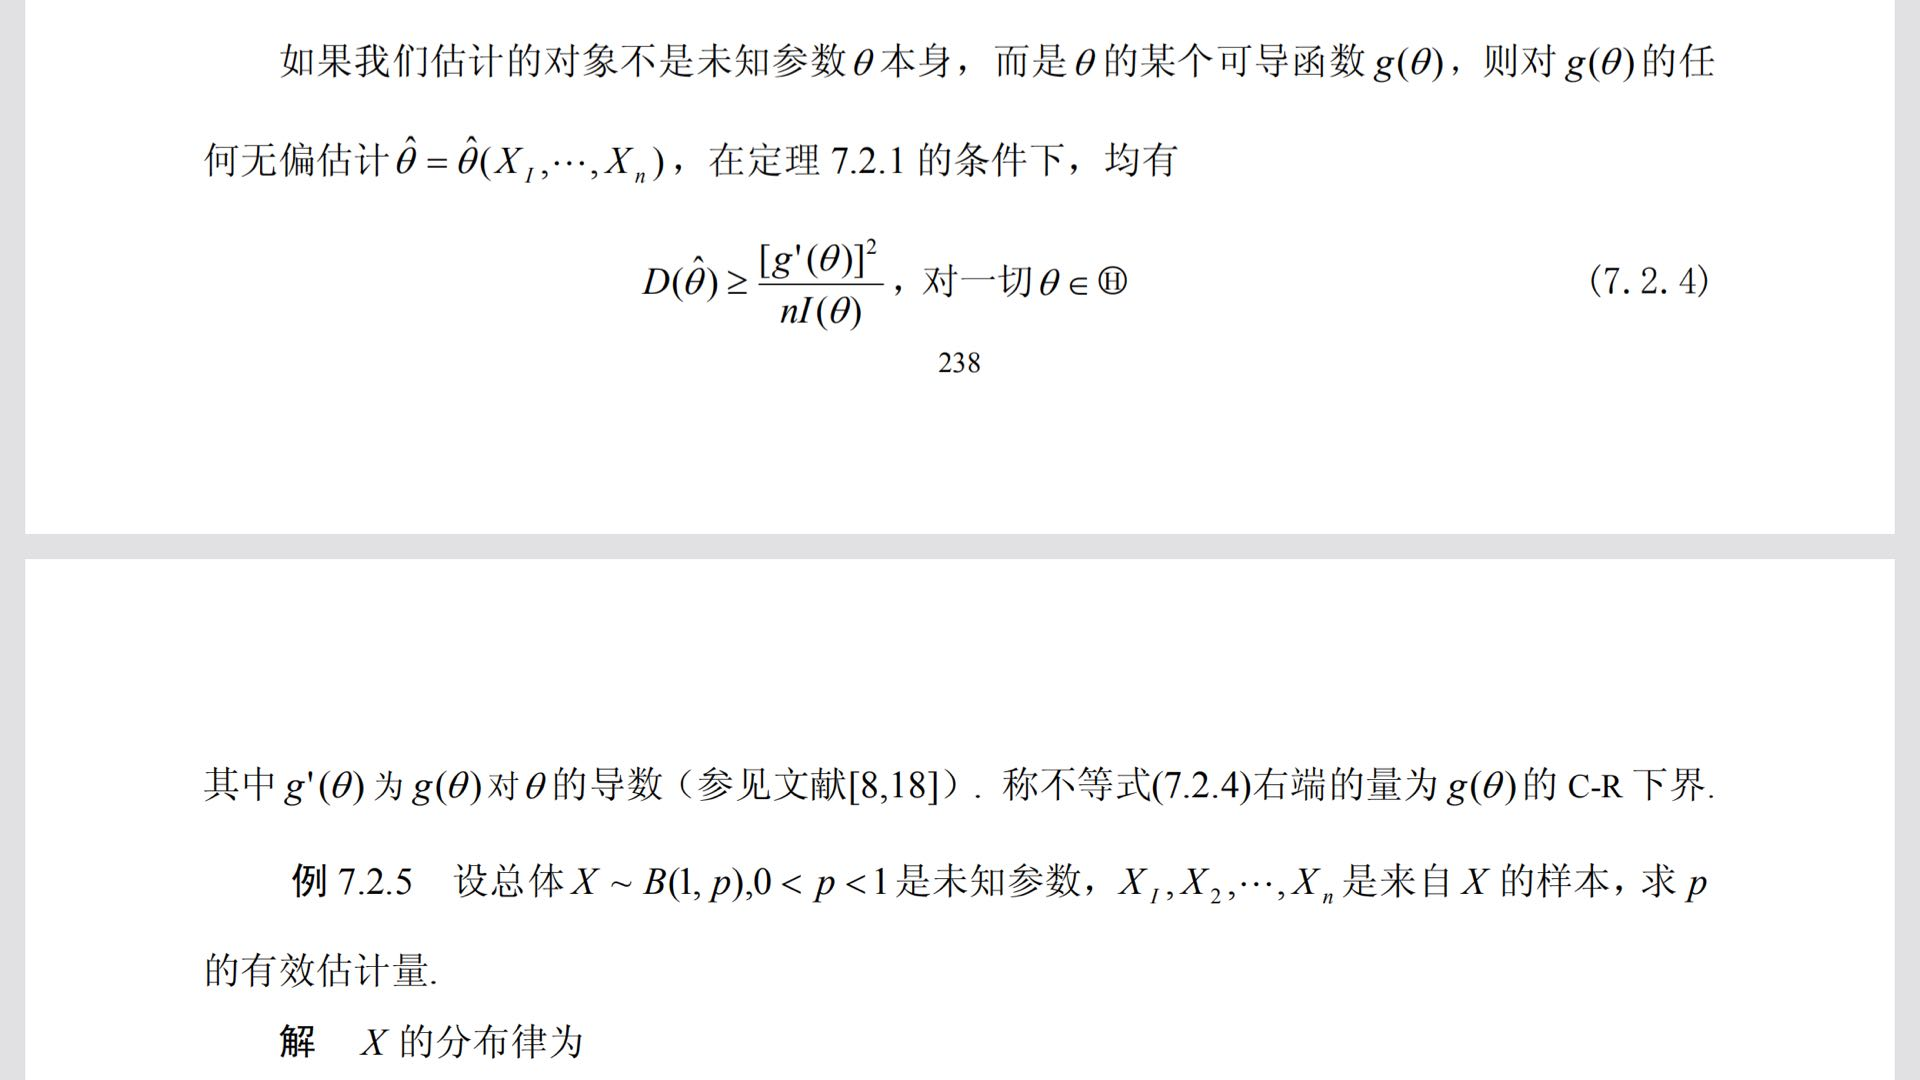 如果我们估计的对象不是未知参数θ本身，而是θ的某个可导函数g(θ)，则对g(θ)的任
何无偏估计θ̂ = θ̂(X_I,⋯,X_n)，在定理 7.2.1 的条件下，均有
D(θ̂) ≥ [g'(θ)]² / nI(θ)，对一切θ∈Ⓗ (7.2.4)
238
其中g'(θ)为g(θ)对θ的导数（参见文献[8,18]）. 称不等式(7.2.4)右端的量为g(θ)的 C-R 下界.
例 7.2.5 设总体X ~ B(1, p),0 < p <1是未知参数，X_I,X_2,⋯,X_n是来自X的样本，求p
的有效估计量.
解 X的分布律为